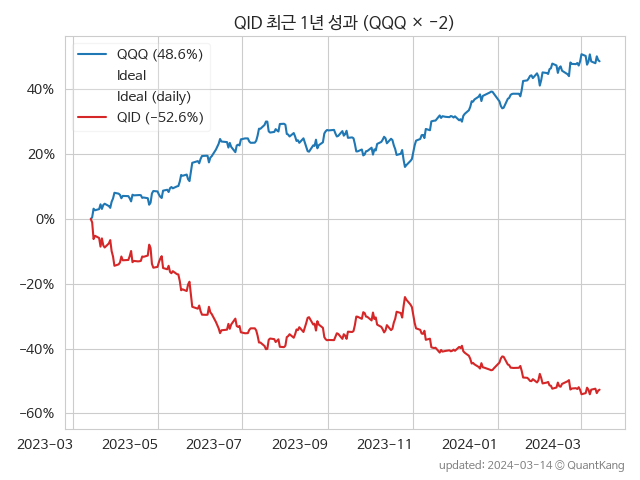 QID 최근 1년 성과 (QQQ × −2)
QQQ (48.6%)
Ideal
Ideal (daily)
QID (−52.6%)
40%
20%
0%
−20%
−40%
−60%
2023−03
2023−05
2023−07
2023−09
2023−11
2024−01
2024−03
updated: 2024−03−14 © QuantKang